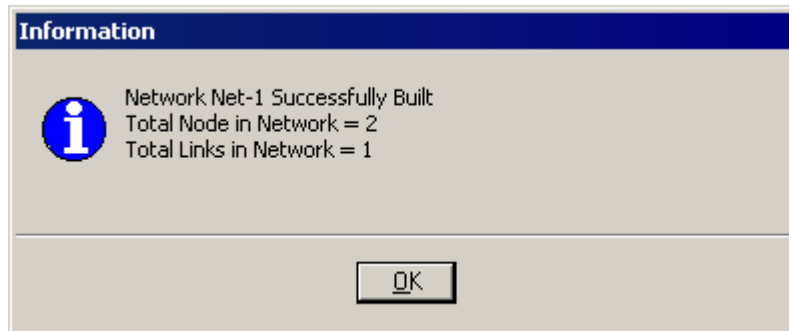 Information
Network Net-1 Successfully Built
Total Node in Network = 2
Total Links in Network = 1
OK